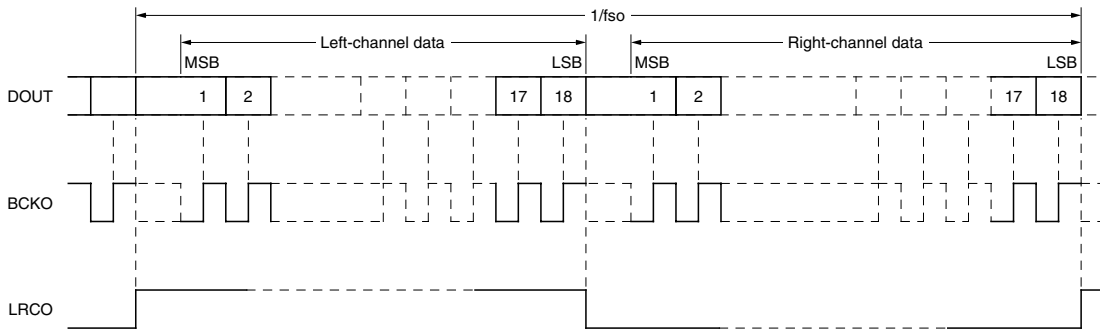 1/fso
Left-channel data
Right-channel data
MSB
LSB
MSB
LSB
DOUT
1
2
17
18
1
2
17
18
BCKO
LRCO